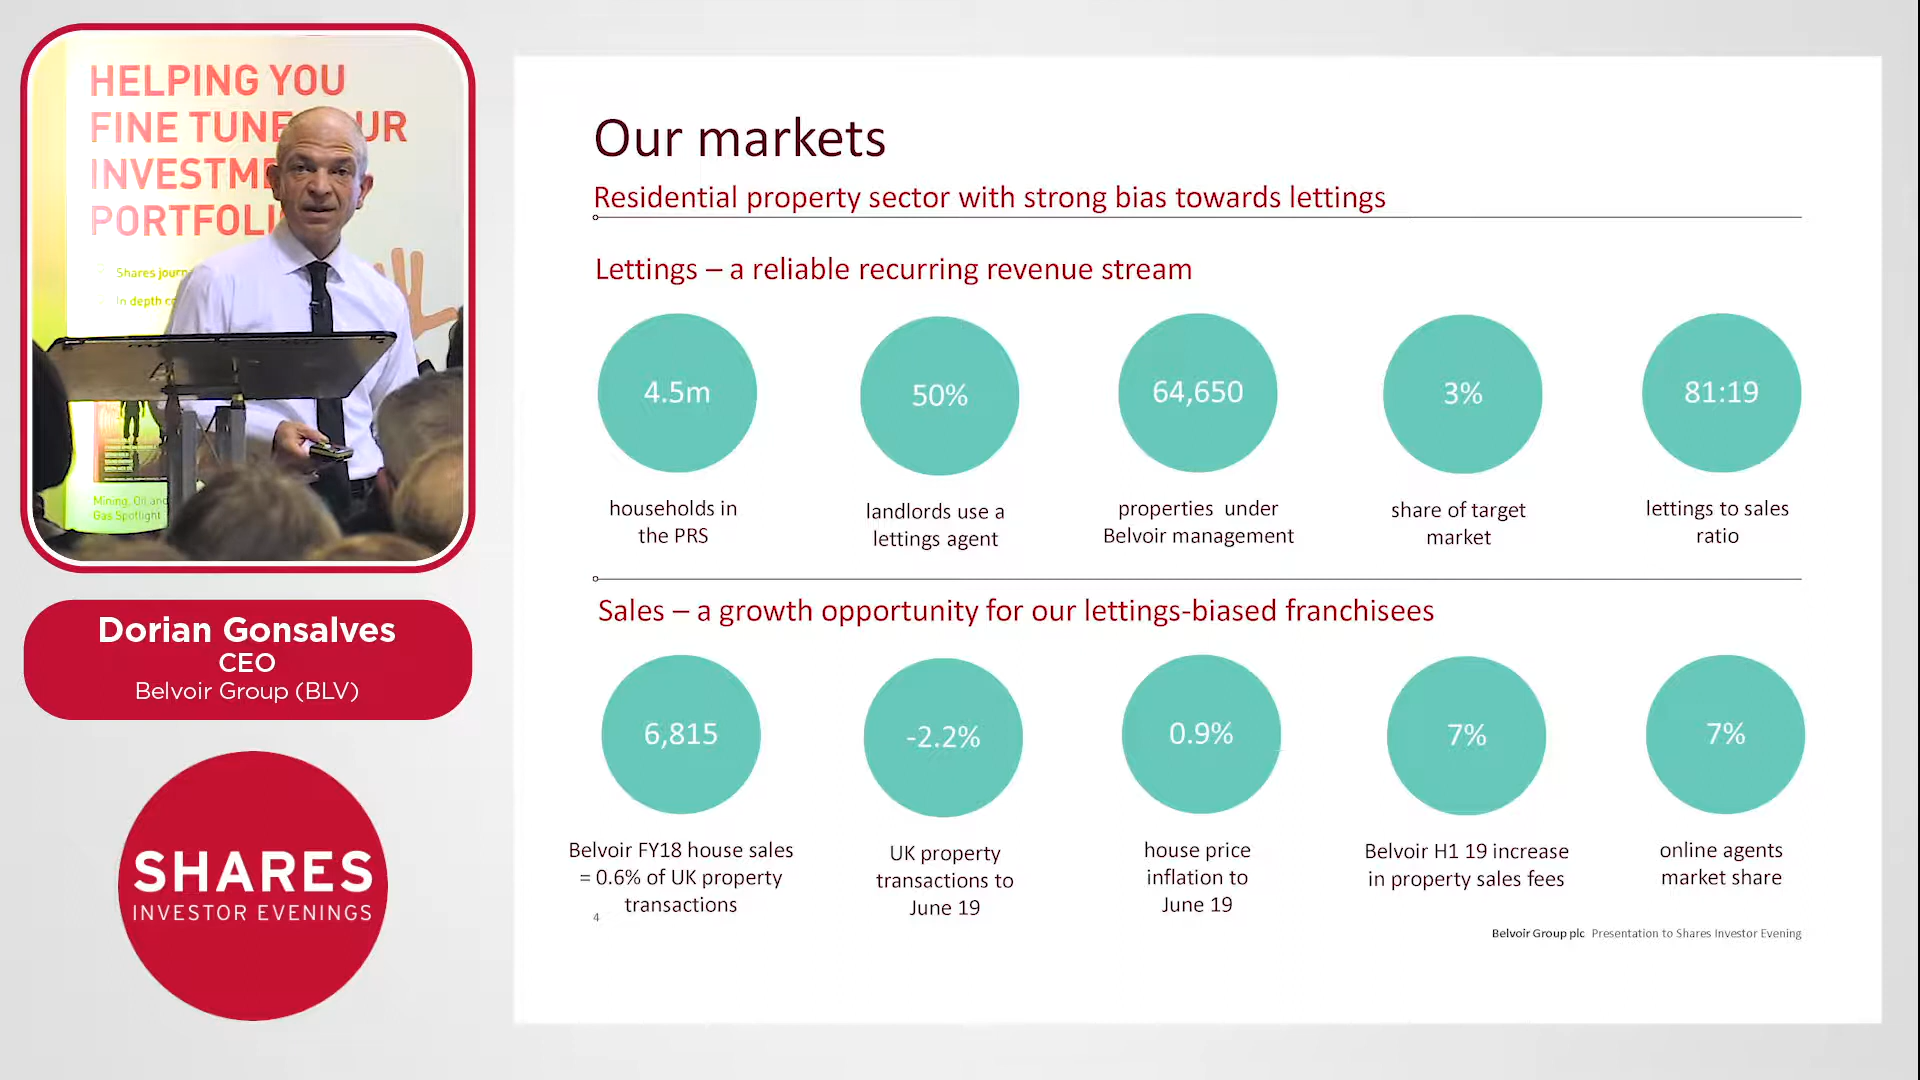 HELPING YOU
FINE TUNE UR
INVESTME
PORTFOLI
Shares journ
In depth co
Mining, Oil and
Gas Spotlight
Dorian Gonsalves
CEO
Belvoir Group (BLV)
SHARES
INVESTOR EVENINGS
Our markets
Residential property sector with strong bias towards lettings
Lettings – a reliable recurring revenue stream
4.5m
households in
the PRS
50%
landlords use a
lettings agent
64,650
properties under
Belvoir management
3%
share of target
market
81:19
lettings to sales
ratio
Sales – a growth opportunity for our lettings-biased franchisees
6,815
Belvoir FY18 house sales
= 0.6% of UK property
transactions
-2.2%
UK property
transactions to
June 19
0.9%
house price
inflation to
June 19
7%
Belvoir H1 19 increase
in property sales fees
7%
online agents
market share
4
Belvoir Group plc Presentation to Shares Investor Evening